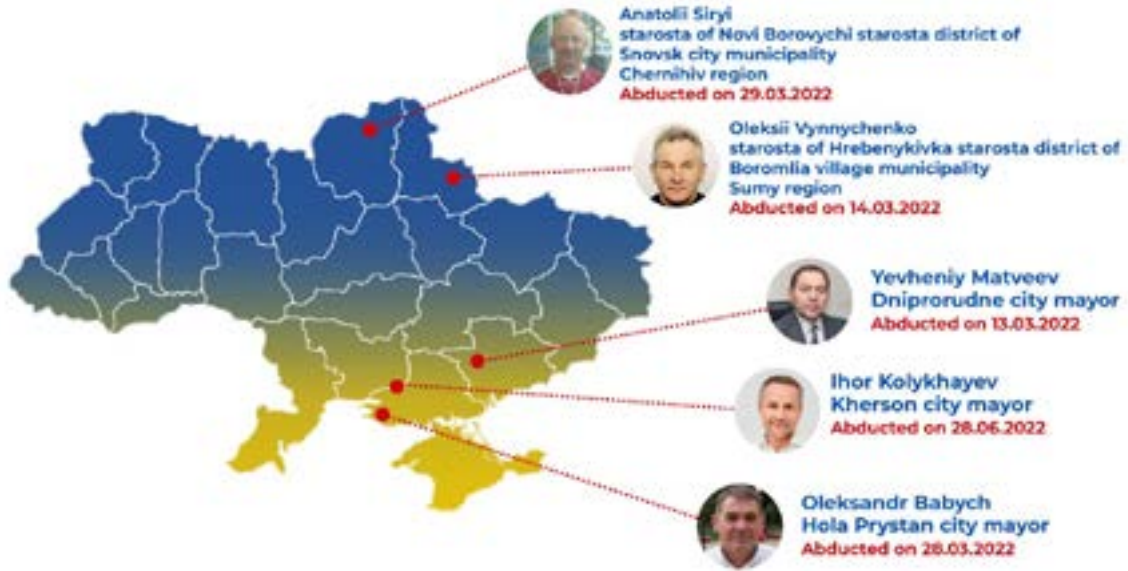 Anatolii Siryi
starosta of Novi Borovychi starosta district of
Snovsk city municipality
Chernihiv region
Abducted on 29.03.2022
Oleksii Vynnychenko
starosta of Hrebenykivka starosta district of
Boromlia village municipality
Sumy region
Abducted on 14.03.2022
Yevheniy Matveev
Dniprorudne city mayor
Abducted on 13.03.2022
Ihor Kolykhayev
Kherson city mayor
Abducted on 28.06.2022
Oleksandr Babych
Hola Prystan city mayor
Abducted on 28.03.2022